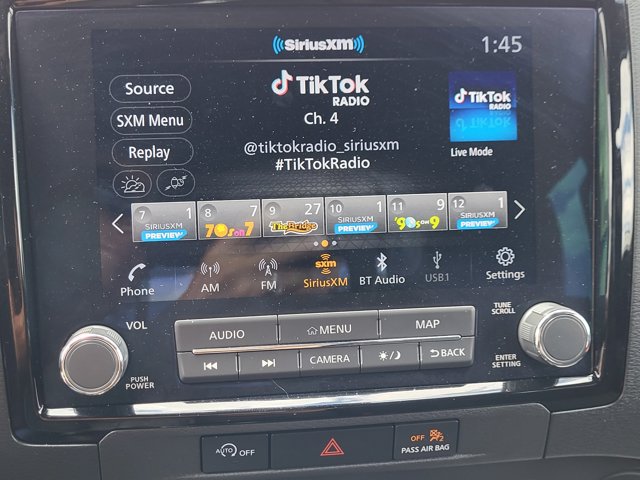 SiriusXM 1:45
Source
SXM Menu
Replay
TikTok
RADIO
Ch. 4
@tiktokradio_siriusxm
#TikTokRadio
TikTok
RADIO
Live Mode
7 1
SIRIUSXM
PREVIEW
8 7
70s on 7
9 27
The Bridge
10 1
SIRIUSXM
PREVIEW
11 9
'90s on 9
12 1
SIRIUSXM
PREVIEW
Phone
AM
FM
sxm
SiriusXM
BT Audio
USB1
Settings
VOL
PUSH
POWER
AUDIO
MENU
MAP
CAMERA
BACK
TUNE
SCROLL
ENTER
SETTING
A OFF
OFF 2
PASS AIR BAG